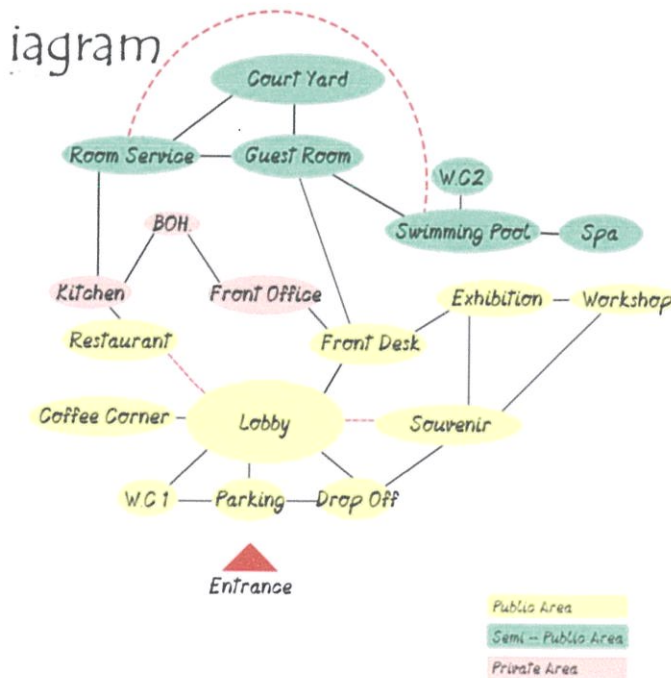 iagram
Court Yard
Room Service
Guest Room
W.C2
Swimming Pool
Spa
BOH.
Kitchen
Front Office
Exhibition
Workshop
Restaurant
Front Desk
Coffee Corner
Lobby
Souvenir
W.C 1
Parking
Drop Off
Entrance
Public Area
Semi - Public Area
Private Area